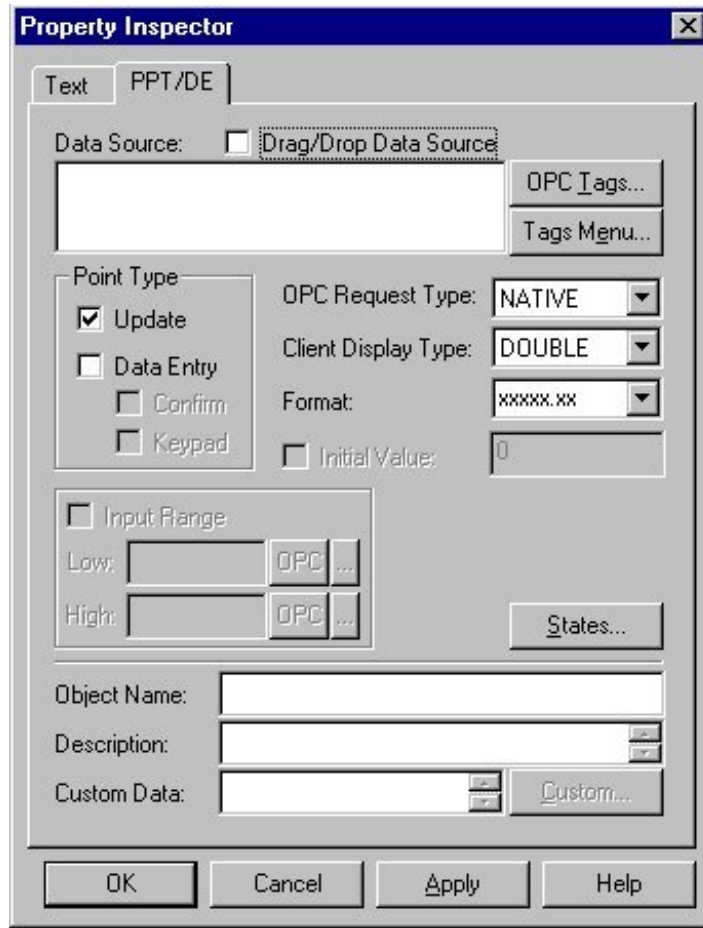 Property Inspector
Text PPT/DE
Data Source: Drag/Drop Data Source
OPC Tags...
Tags Menu...
Point Type
Update
Data Entry
Confirm
Keypad
OPC Request Type: NATIVE
Client Display Type: DOUBLE
Format: xxxxx.xx
Initial Value: 0
Input Range
Low: OPC ...
High: OPC ...
States...
Object Name:
Description:
Custom Data: Custom...
OK Cancel Apply Help